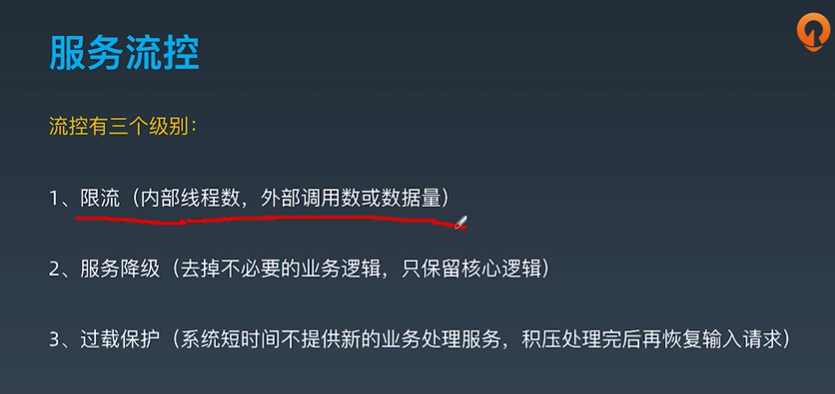 服务流控
流控有三个级别：
1、限流（内部线程数，外部调用数或数据量）
2、服务降级（去掉不必要的业务逻辑，只保留核心逻辑）
3、过载保护（系统短时间不提供新的业务处理服务，积压处理完后再恢复输入请求）